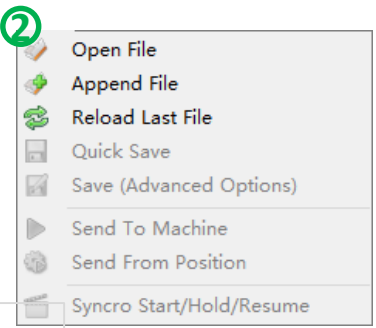 2
Open File
Append File
Reload Last File
Quick Save
Save (Advanced Options)
Send To Machine
Send From Position
Syncro Start/Hold/Resume